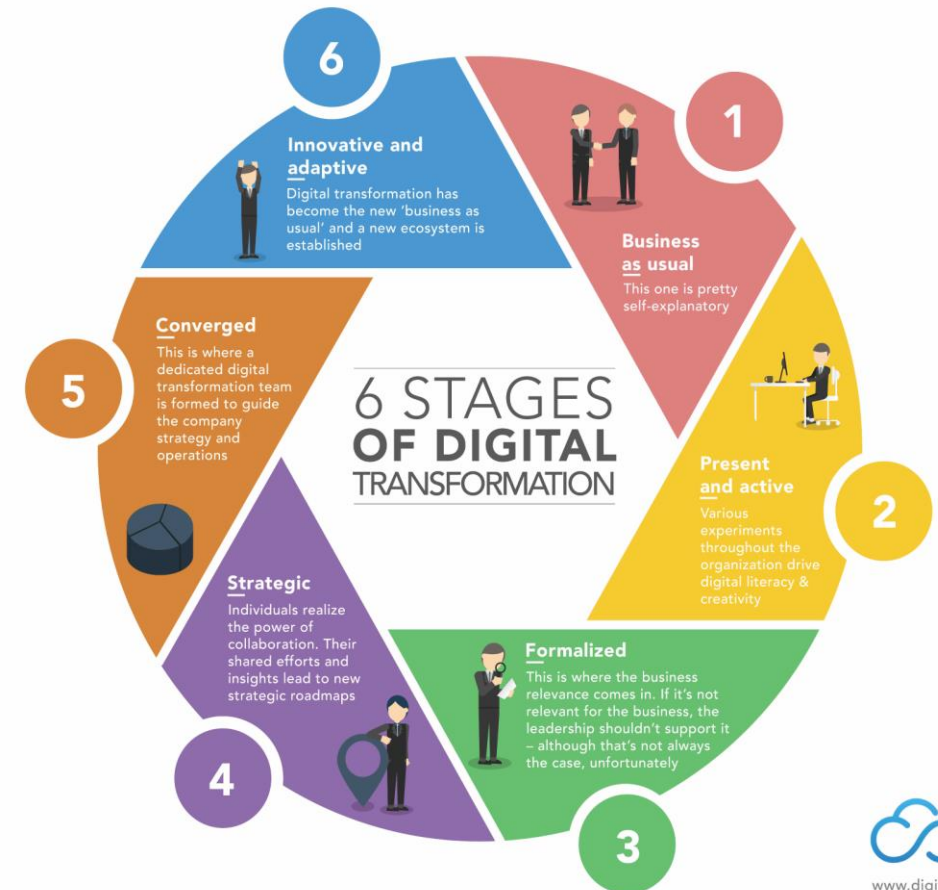 6 STAGES
OF DIGITAL
TRANSFORMATION
1
Business
as usual
This one is pretty
self-explanatory
2
Present
and active
Various
experiments
throughout the
organization drive
digital literacy &
creativity
3
Formalized
This is where the business
relevance comes in. If it's not
relevant for the business, the
leadership shouldn't support it
– although that's not always
the case, unfortunately
4
Strategic
Individuals realize
the power of
collaboration. Their
shared efforts and
insights lead to new
strategic roadmaps
5
Converged
This is where a
dedicated digital
transformation team
is formed to guide
the company
strategy and
operations
6
Innovative and
adaptive
Digital transformation has
become the new 'business as
usual' and a new ecosystem is
established